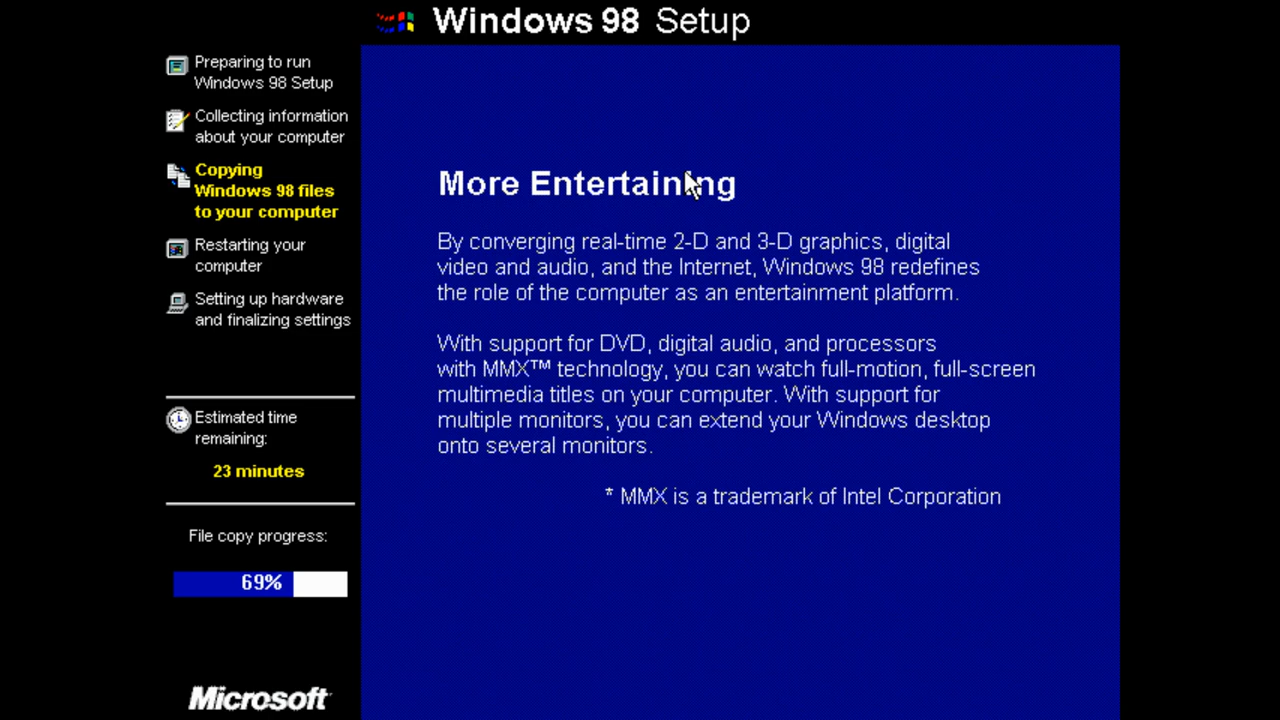 Windows 98 Setup
Preparing to run
Windows 98 Setup
Collecting information
about your computer
Copying
Windows 98 files
to your computer
Restarting your
computer
Setting up hardware
and finalizing settings
Estimated time
remaining:
23 minutes
File copy progress:
69%
Microsoft
More Entertaining
By converging real-time 2-D and 3-D graphics, digital
video and audio, and the Internet, Windows 98 redefines
the role of the computer as an entertainment platform.
With support for DVD, digital audio, and processors
with MMX™ technology, you can watch full-motion, full-screen
multimedia titles on your computer. With support for
multiple monitors, you can extend your Windows desktop
onto several monitors.
* MMX is a trademark of Intel Corporation